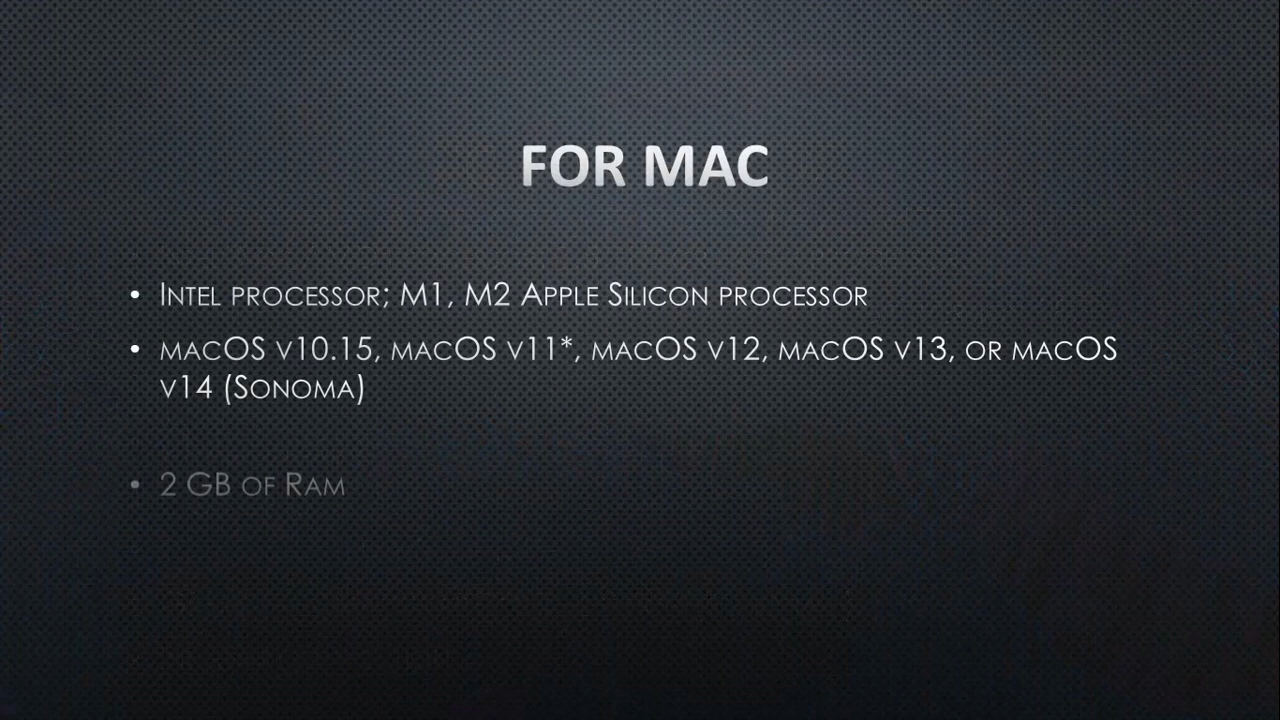 FOR MAC
• Intel processor; M1, M2 Apple Silicon processor
• macOS v10.15, macOS v11*, macOS v12, macOS v13, or macOS
v14 (Sonoma)
• 2 GB of Ram